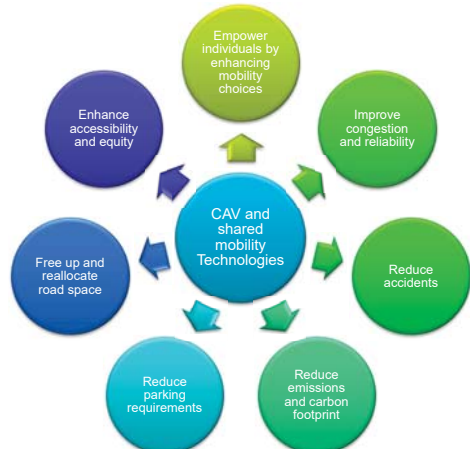 Empower
individuals by
enhancing
mobility
choices
Improve
congestion
and reliability
Reduce
accidents
Reduce
emissions
and carbon
footprint
Reduce
parking
requirements
Free up and
reallocate
road space
Enhance
accessibility
and equity
CAV and
shared
mobility
Technologies